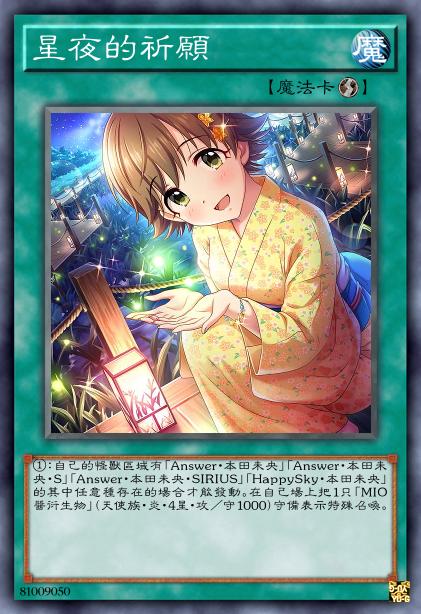 星夜的祈願
魔
【魔法卡】
①:自己的怪獸區域有「Answer・本田未央」「Answer・本田未
央・S」「Answer・本田未央・SIRIUS」「HappySky・本田未央」
的其中任意種存在的場合才能發動。在自己場上把1只「MIO
醬衍生物」(天使族・炎・4星・攻/守1000)守備表示特殊召喚。
81009050